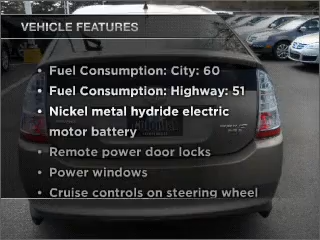 VEHICLE FEATURES
• Fuel Consumption: City: 60
• Fuel Consumption: Highway: 51
• Nickel metal hydride electric
motor battery
• Remote power door locks
• Power windows
• Cruise controls on steering wheel